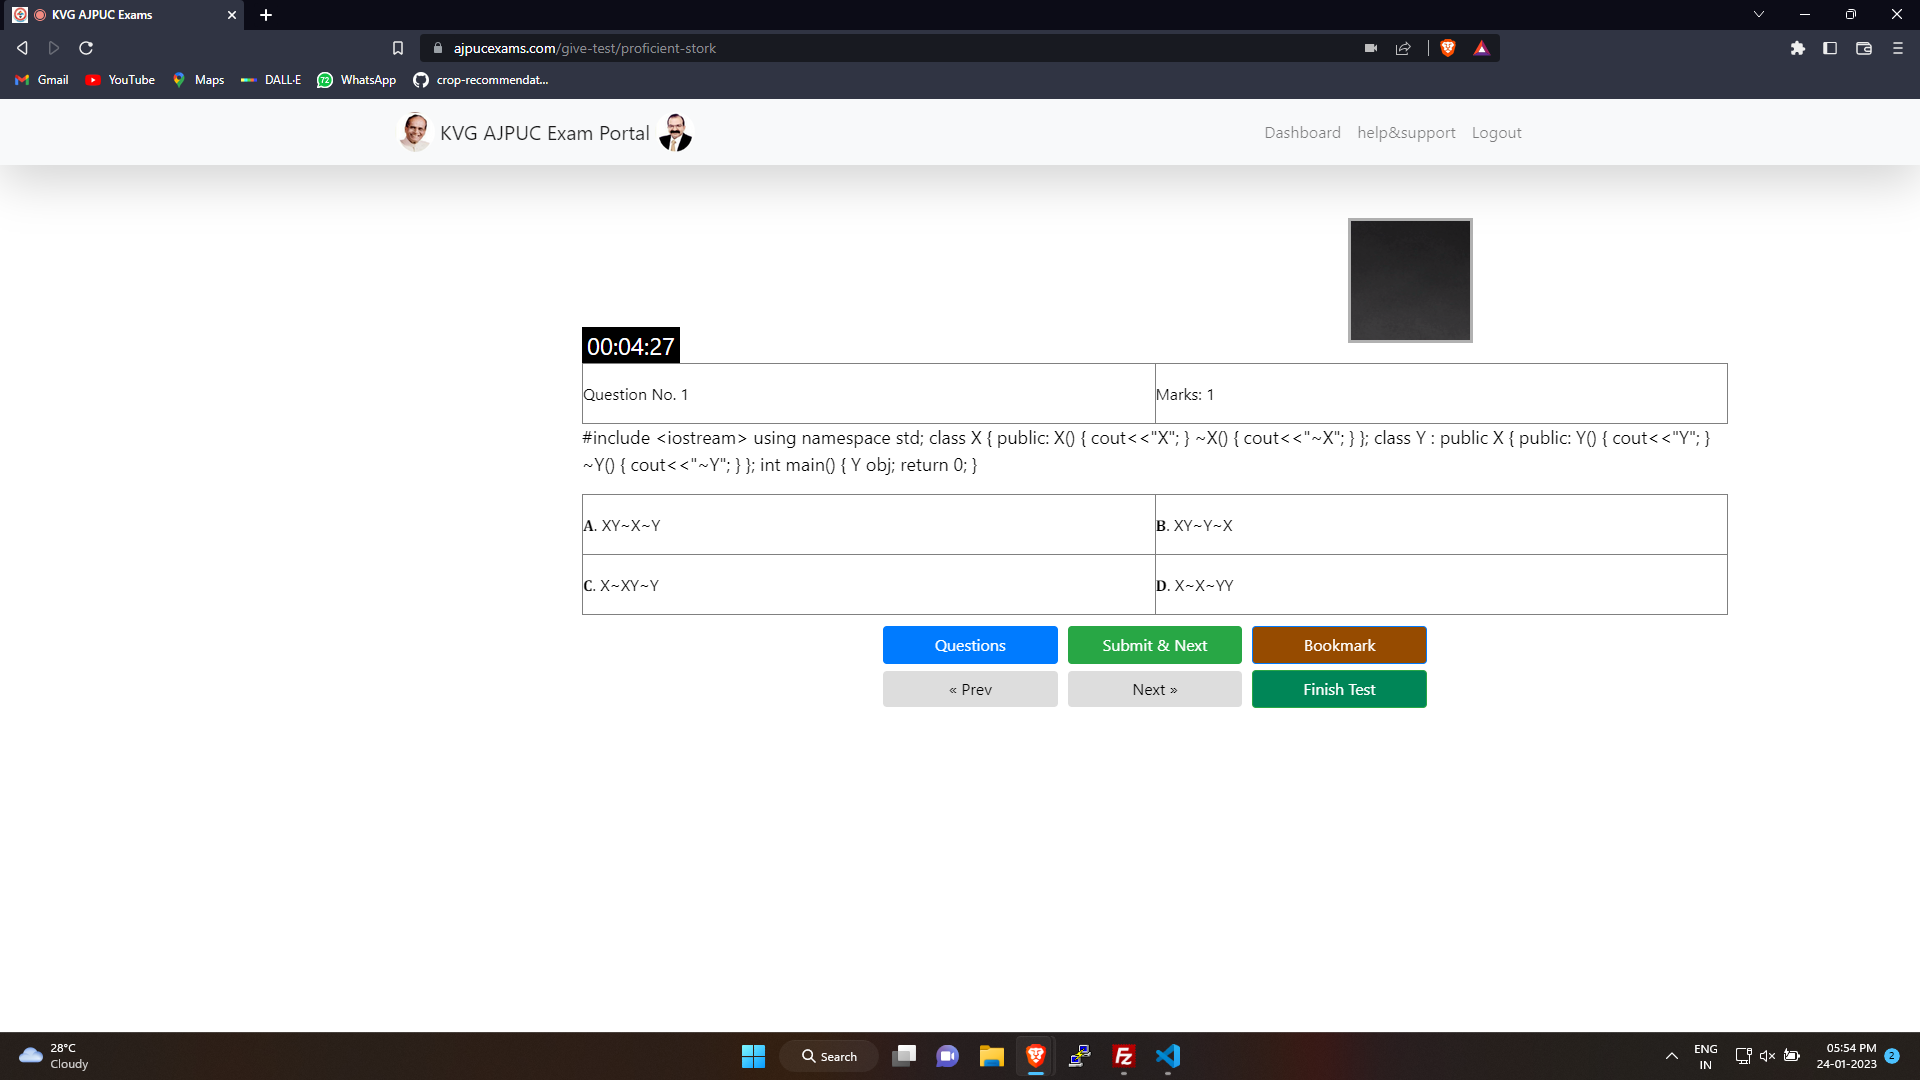 KVG AJPUC Exams
ajpucexams.com/give-test/proficient-stork
Gmail YouTube Maps DALL·E 72 WhatsApp crop-recommendat...
KVG AJPUC Exam Portal
Dashboard help&support Logout
00:04:27
Question No. 1 Marks: 1
#include <iostream> using namespace std; class X { public: X() { cout<<"X"; } ~X() { cout<<"~X"; } }; class Y : public X { public: Y() { cout<<"Y"; }
~Y() { cout<<"~Y"; } }; int main() { Y obj; return 0; }
A. XY~X~Y B. XY~Y~X
C. X~XY~Y D. X~X~YY
Questions Submit & Next Bookmark
« Prev Next » Finish Test
28°C
Cloudy
Search
Fz
ENG
IN
05:54 PM
24-01-2023
2